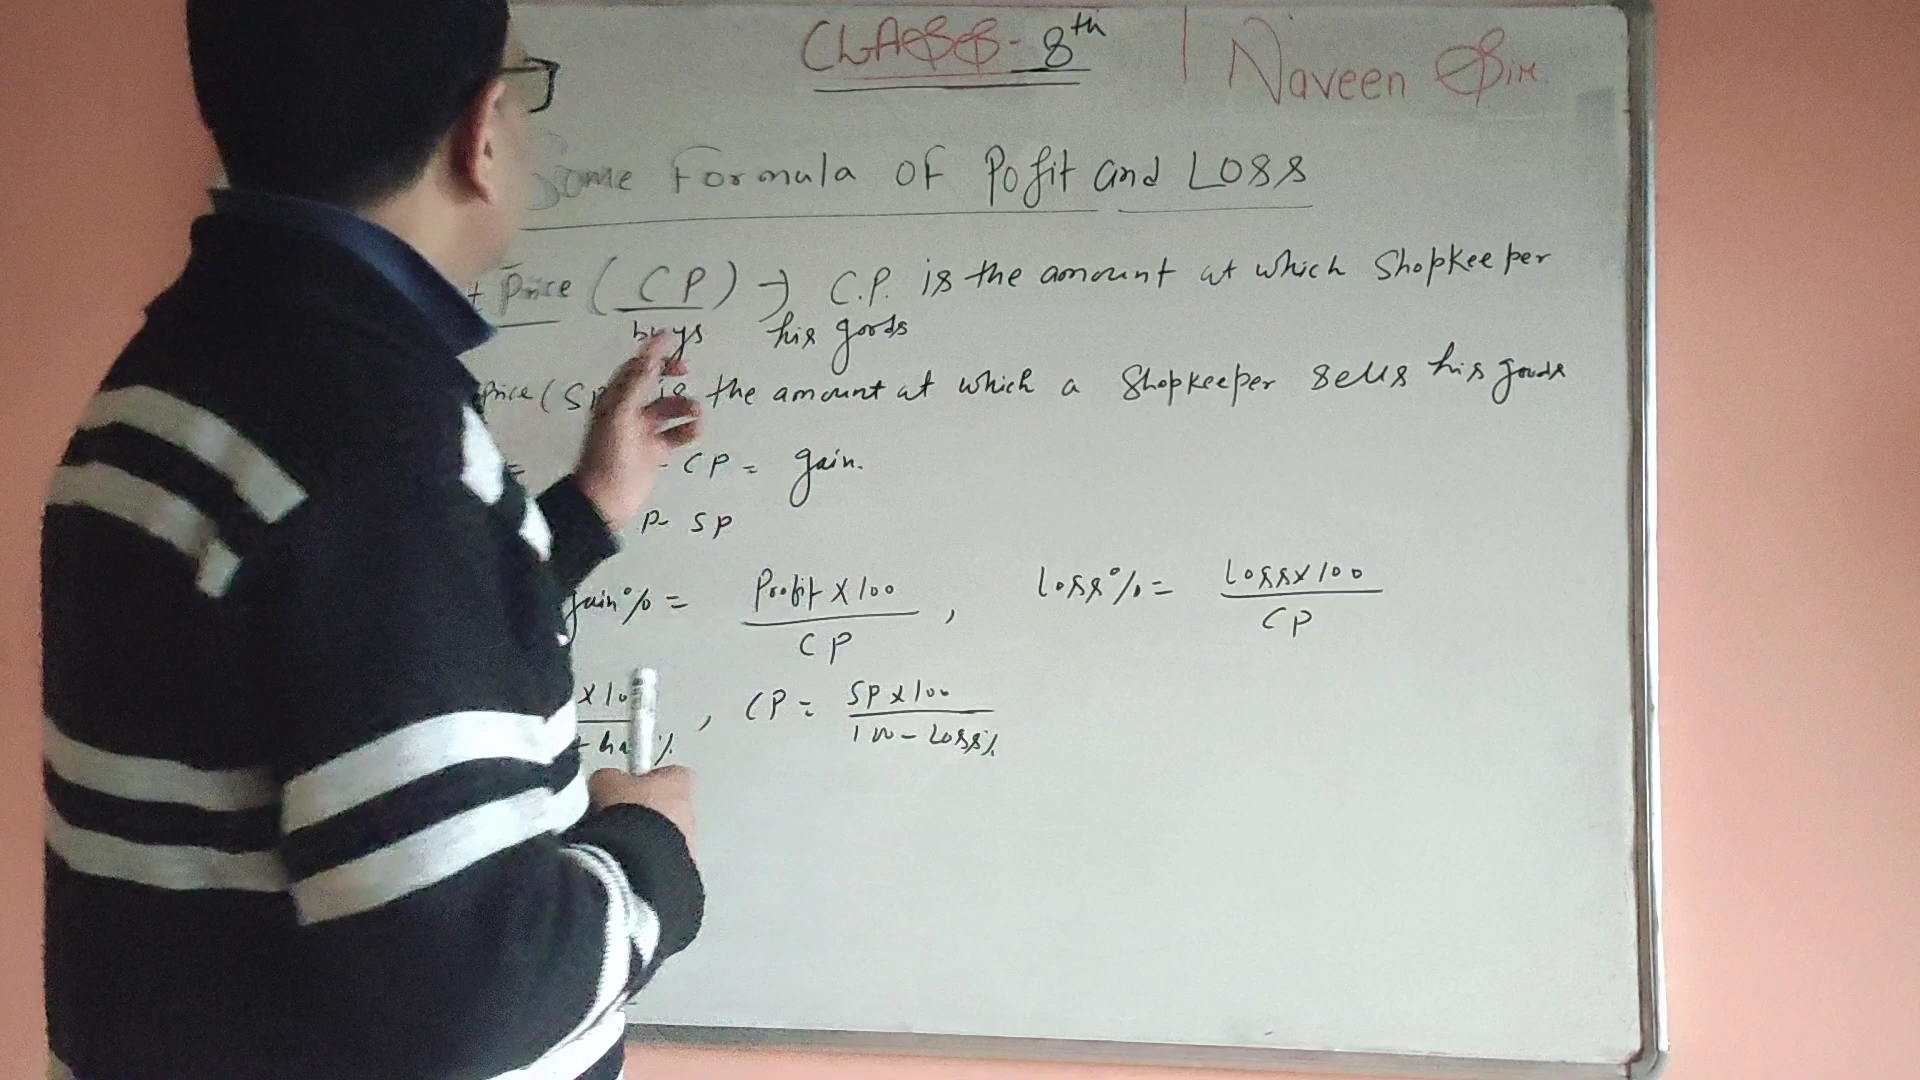 CLASS - 8th | Naveen Sir.
Some Formula OF Pofit and LOSS
Price (CP) → C.P. is the amount at which Shopkeeper
buys his goods
Price (SP is the amount at which a Shopkeeper sells his goods
= - CP = gain.
P - SP
gain% = Profit X 100 / CP , Loss% = Loss X 100 / CP
X 100 , CP = SP X 100 / 100 - Loss%